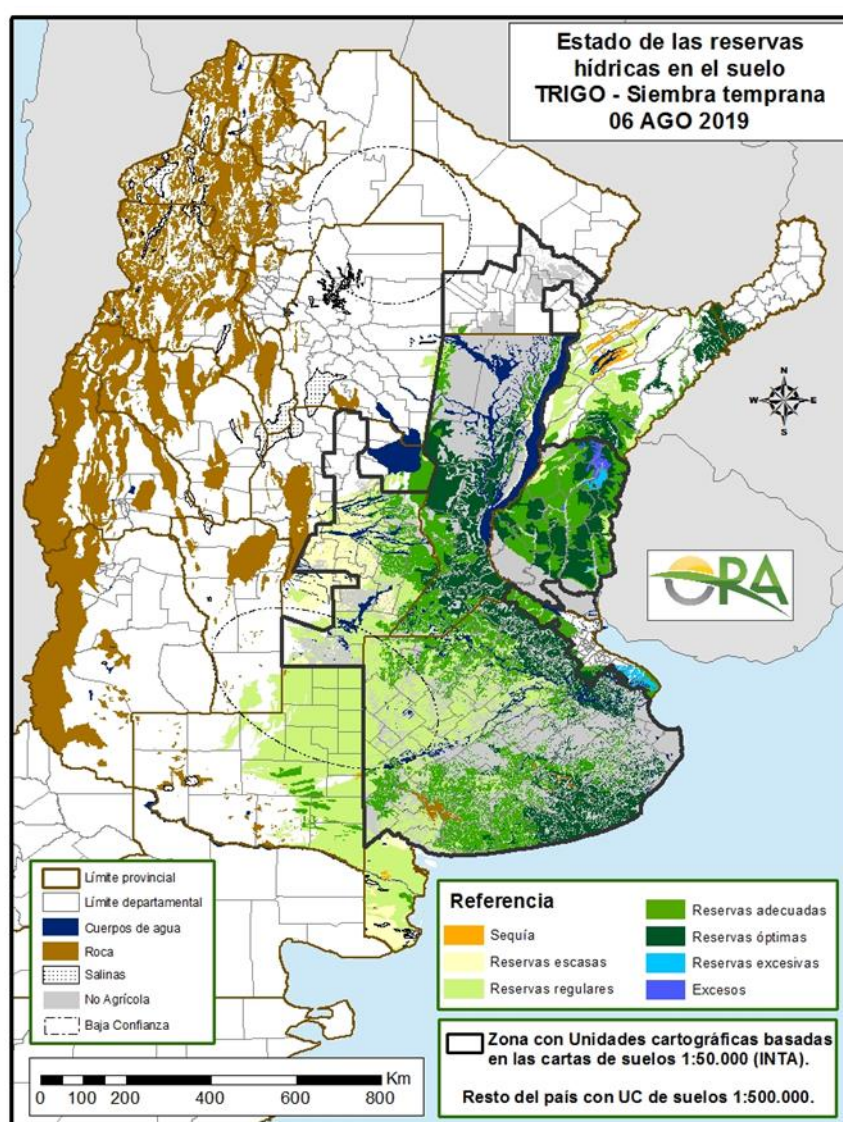 Estado de las reservas
hídricas en el suelo
TRIGO - Siembra temprana
06 AGO 2019
N
W
E
S
ORA
Límite provincial
Límite departamental
Cuerpos de agua
Roca
Salinas
No Agrícola
Baja Confianza
Referencia
Sequía
Reservas escasas
Reservas regulares
Reservas adecuadas
Reservas óptimas
Reservas excesivas
Excesos
Zona con Unidades cartográficas basadas
en las cartas de suelos 1:50.000 (INTA).
Resto del país con UC de suelos 1:500.000.
Km
0 100 200 400 600 800